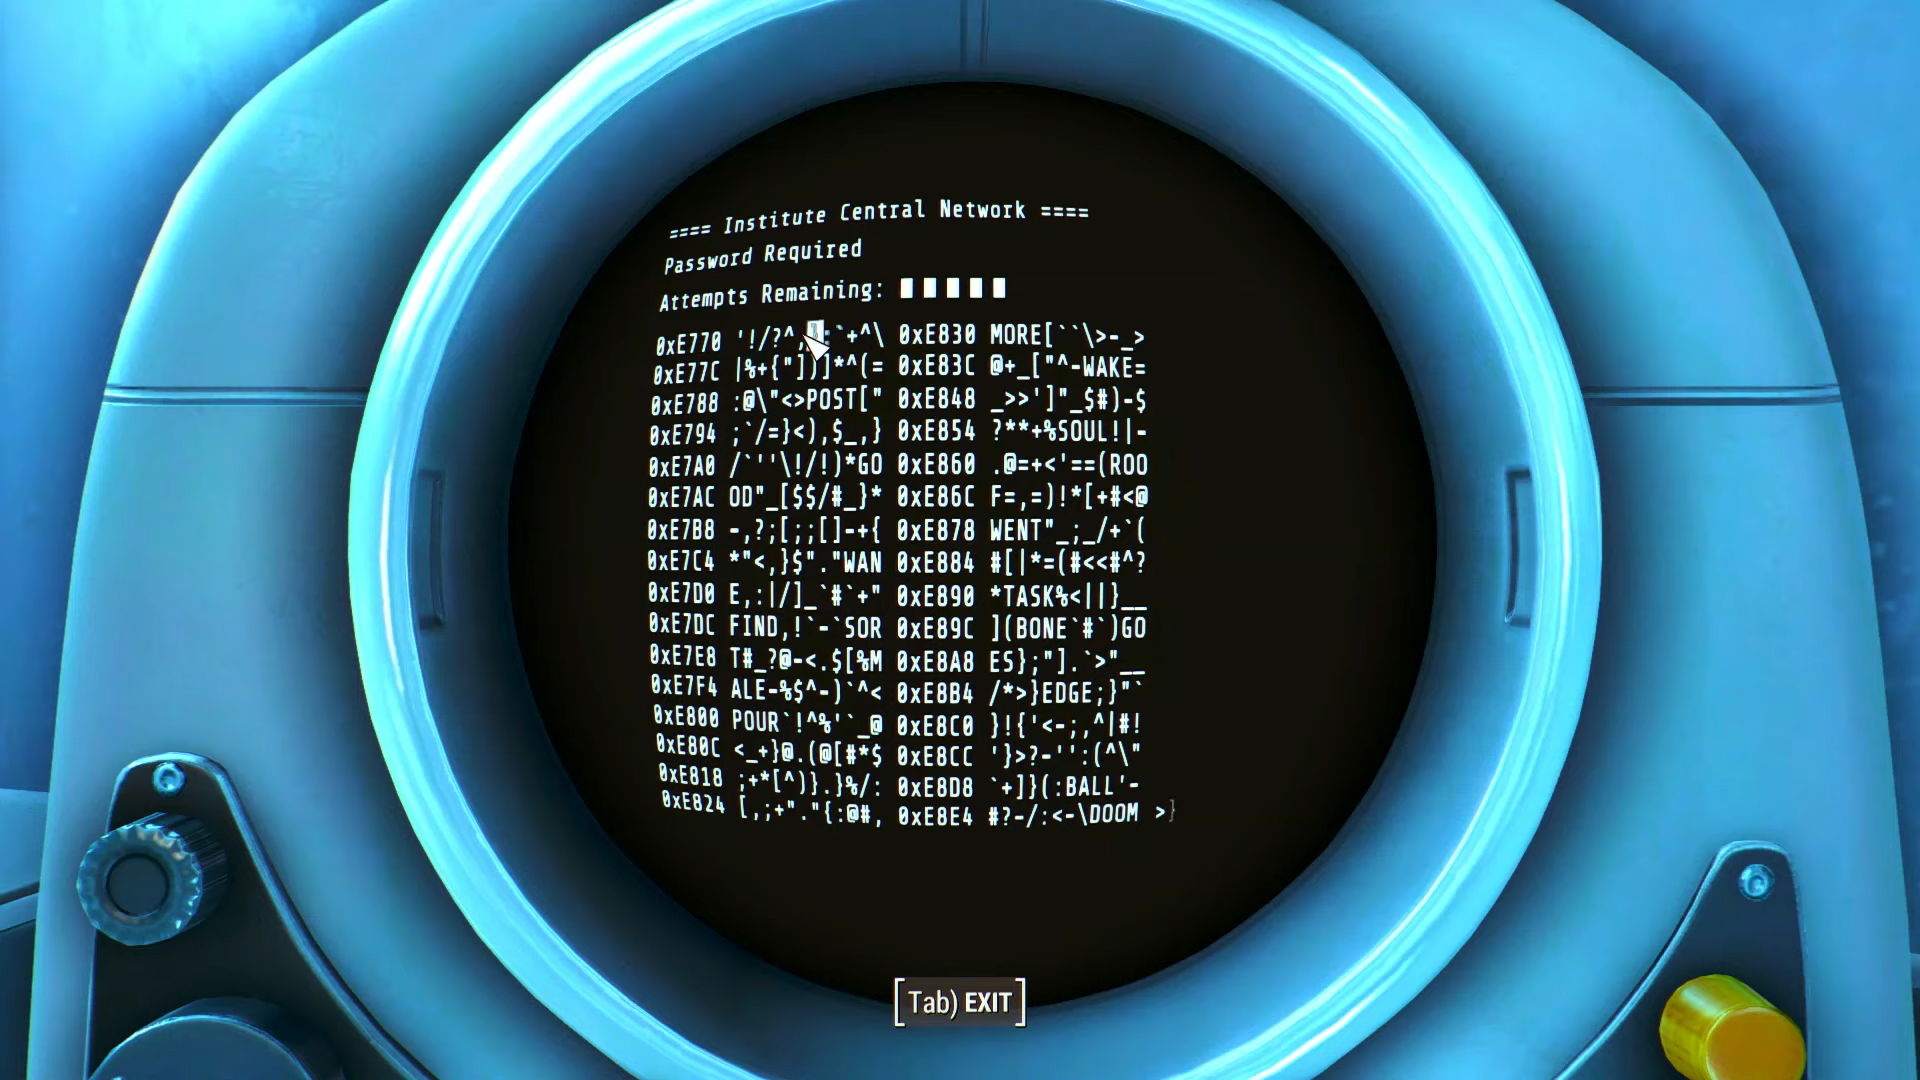 ==== Institute Central Network ====
Password Required
Attempts Remaining: █ █ █ █ █
0xE770 '!/?^, :`+^\ 0xE830 MORE[``\>-_>
0xE77C |%+{"])]*^(= 0xE83C @+_["^-WAKE=
0xE788 :@\"<>POST[" 0xE848 _>>']"_$#)-$
0xE794 ;`/=}<),$_,} 0xE854 ?**+%SOUL!|-
0xE7A0 /`''\!/!)*GO 0xE860 .@=+<'==(ROO
0xE7AC OD"_[$$/#_}* 0xE86C F=,=)!*[+#<@
0xE7B8 -,?;[;;[]-+{ 0xE878 WENT"_;_/+`(
0xE7C4 *"<,}$"."WAN 0xE884 #[|*=(#<<#^?
0xE7D0 E,:|/]_`#`+" 0xE890 *TASK%<||}__
0xE7DC FIND,!`-`SOR 0xE89C ](BONE`#`)GO
0xE7E8 T#_?@-<.$[%M 0xE8A8 ES};"].`>"__
0xE7F4 ALE-%$^-)`^< 0xE8B4 /*>}EDGE;}"`
0xE800 POUR`!^%'`_@ 0xE8C0 }!{'<-;,^|#!
0xE80C <_+}@.(@[#*$ 0xE8CC '}>?-'':(^\"
0xE818 ;+*[^)}.}%/: 0xE8D8 `+]}(:BALL'-
0xE824 [,;+"."{:@#, 0xE8E4 #?-/:<-\DOOM >}
Tab) EXIT